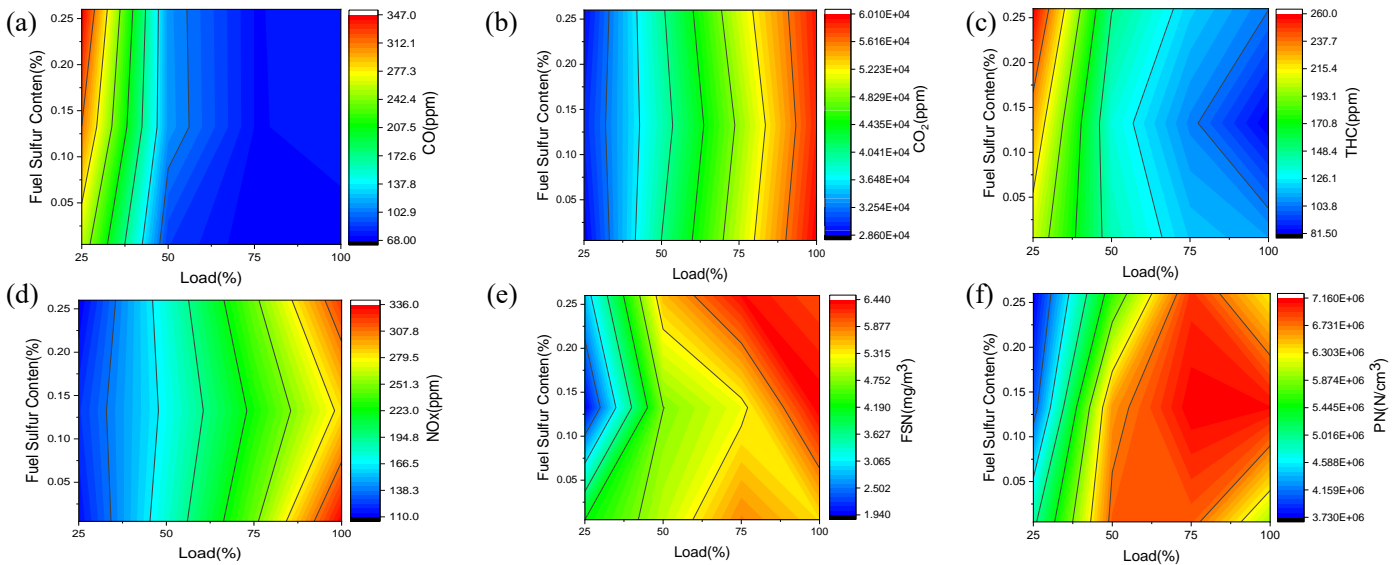 (a)
0.25
0.20
0.15
0.10
0.05
Fuel Sulfur Conten(%)
25
50
75
100
Load(%)
347.0
312.1
277.3
242.4
207.5
172.6
137.8
102.9
68.00
CO(ppm)
(b)
0.25
0.20
0.15
0.10
0.05
Fuel Sulfur Conten(%)
25
50
75
100
Load(%)
6.010E+04
5.616E+04
5.223E+04
4.829E+04
4.435E+04
4.041E+04
3.648E+04
3.254E+04
2.860E+04
CO₂(ppm)
(c)
0.25
0.20
0.15
0.10
0.05
Fuel Sulfur Conten(%)
25
50
75
100
Load(%)
260.0
237.7
215.4
193.1
170.8
148.4
126.1
103.8
81.50
THC(ppm)
(d)
0.25
0.20
0.15
0.10
0.05
Fuel Sulfur Conten(%)
25
50
75
100
Load(%)
336.0
307.8
279.5
251.3
223.0
194.8
166.5
138.3
110.0
NOx(ppm)
(e)
0.25
0.20
0.15
0.10
0.05
Fuel Sulfur Conten(%)
25
50
75
100
Load(%)
6.440
5.877
5.315
4.752
4.190
3.627
3.065
2.502
1.940
FSN(mg/m³)
(f)
0.25
0.20
0.15
0.10
0.05
Fuel Sulfur Conten(%)
25
50
75
100
Load(%)
7.160E+06
6.731E+06
6.303E+06
5.874E+06
5.445E+06
5.016E+06
4.588E+06
4.159E+06
3.730E+06
PN(N/cm³)